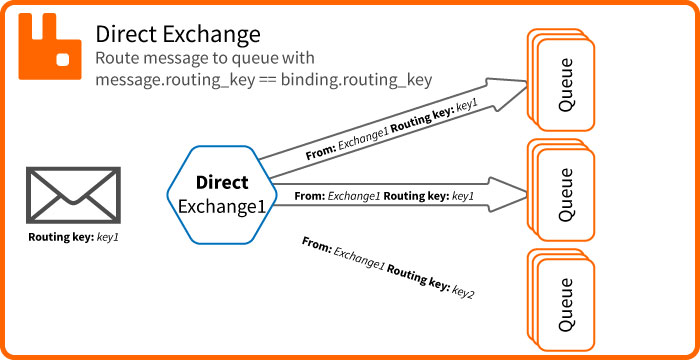 Direct Exchange
Route message to queue with
message.routing_key == binding.routing_key
From: Exchange1 Routing key: key1
Queue
Direct
Exchange1
From: Exchange1 Routing key: key1
Queue
Routing key: key1
From: Exchange1 Routing key: key2
Queue